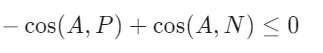 − cos(A, P) + cos(A, N) ≤ 0